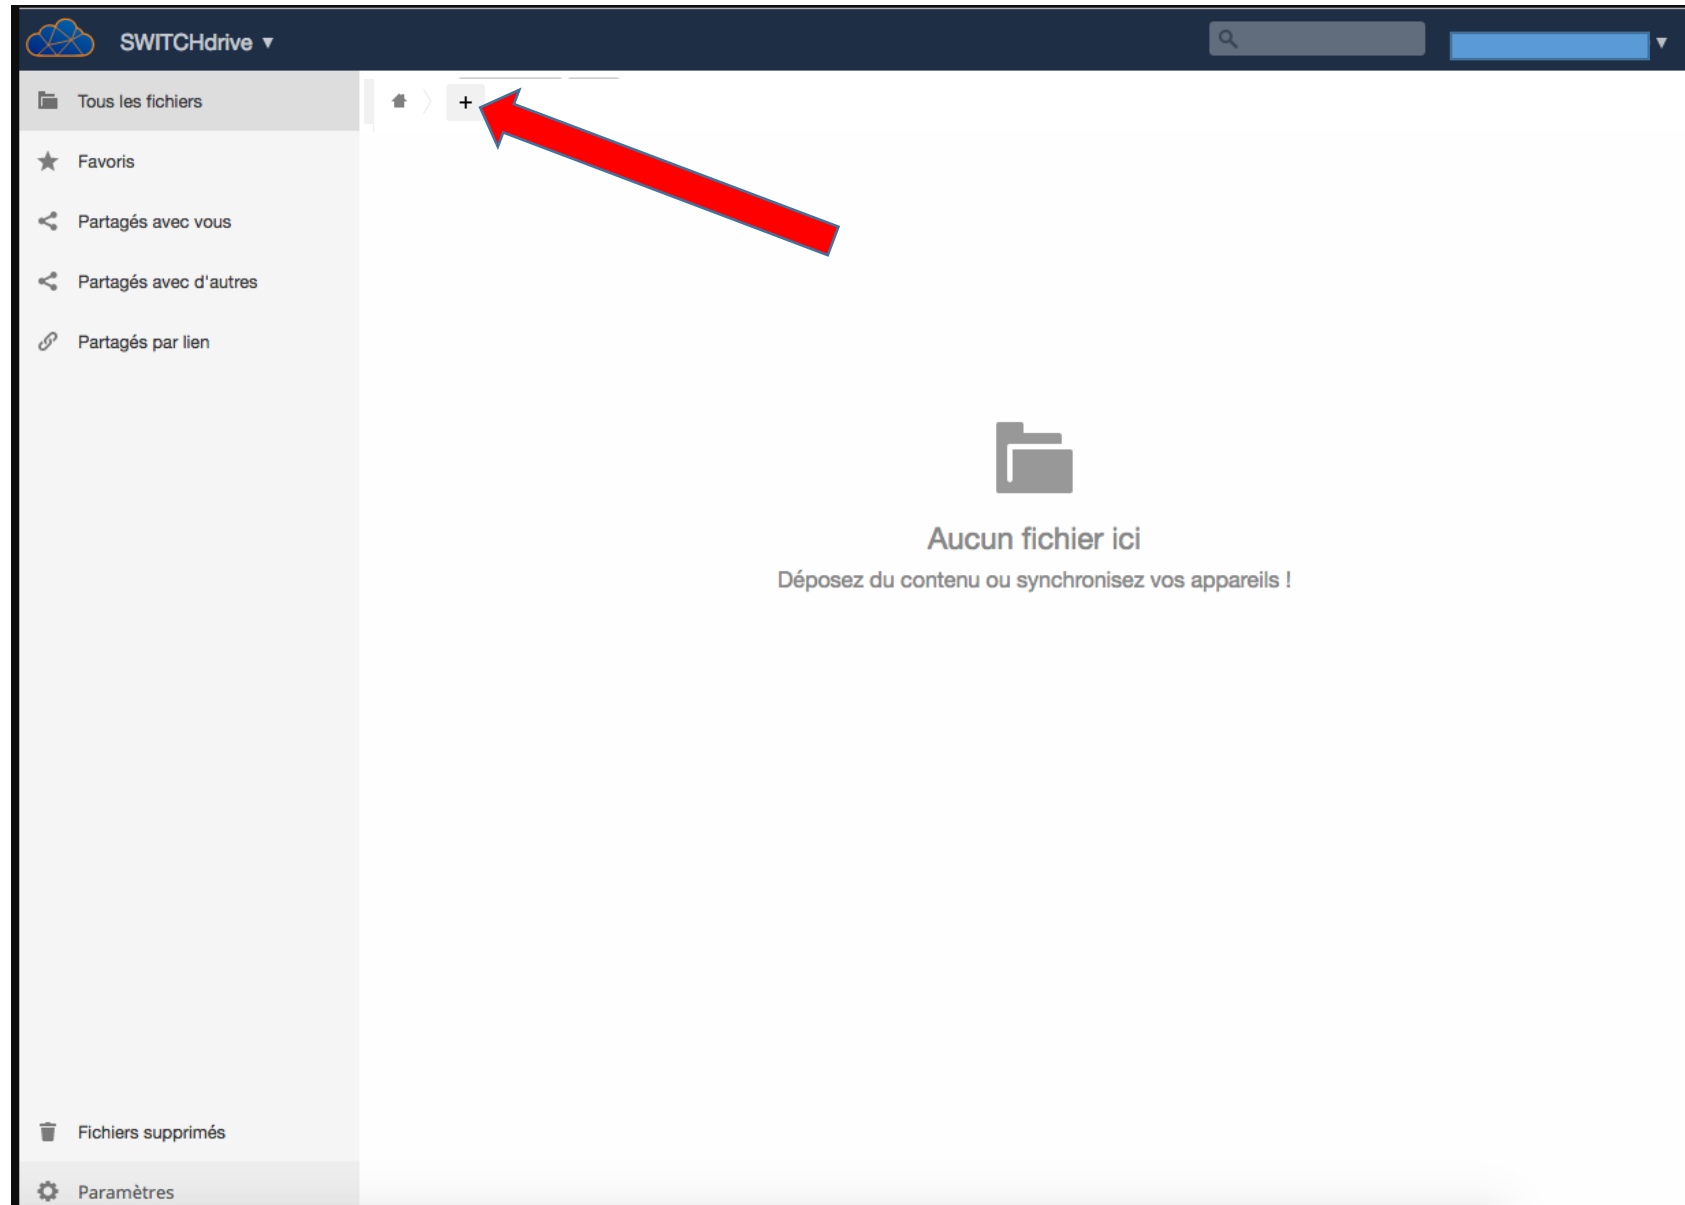 SWITCHdrive ▼
▼
Tous les fichiers
+
Favoris
Partagés avec vous
Partagés avec d'autres
Partagés par lien
Aucun fichier ici
Déposez du contenu ou synchronisez vos appareils !
Fichiers supprimés
Paramètres